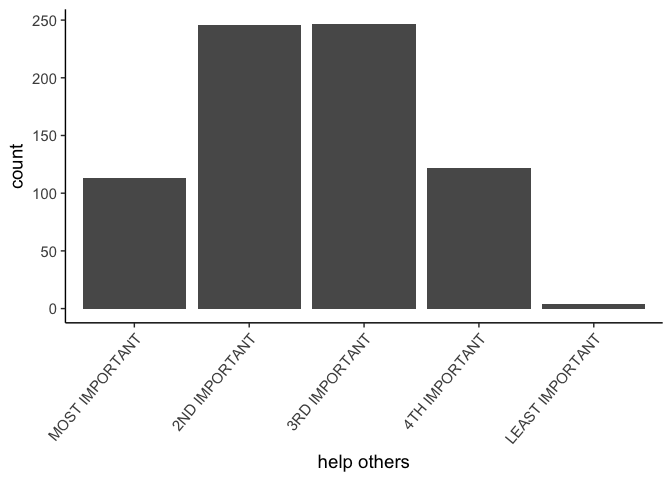 250
200
150
100
50
0
count
MOST IMPORTANT
2ND IMPORTANT
3RD IMPORTANT
4TH IMPORTANT
LEAST IMPORTANT
help others